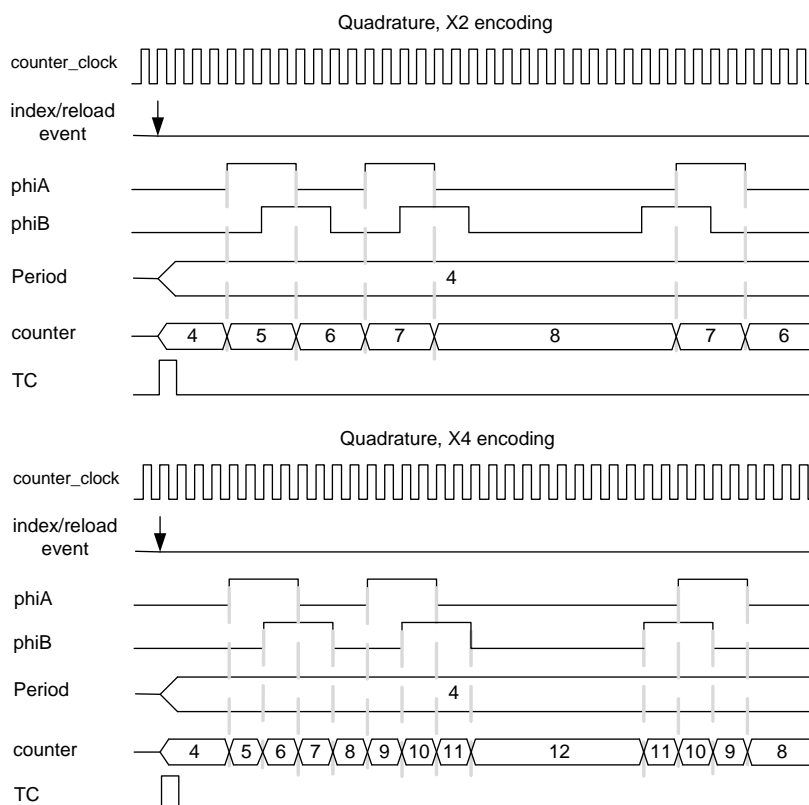 Quadrature, X2 encoding
counter_clock
index/reload
event
phiA
phiB
Period
4
counter
4 5 6 7 8 7 6
TC
Quadrature, X4 encoding
counter_clock
index/reload
event
phiA
phiB
Period
4
counter
4 5 6 7 8 9 10 11 12 11 10 9 8
TC